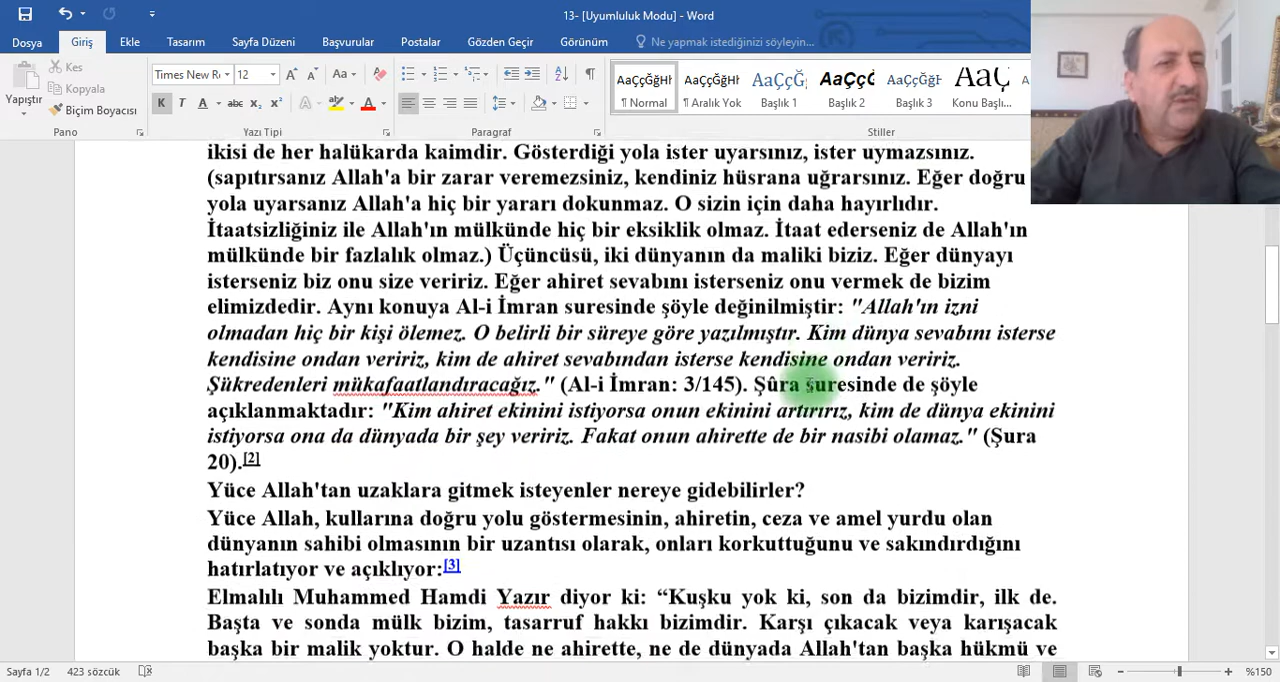 13- [Uyumluluk Modu] - Word
Dosya Giriş Ekle Tasarım Sayfa Düzeni Başvurular Postalar Gözden Geçir Görünüm Ne yapmak istediğinizi söyleyin...
Yapıştır
Kes
Kopyala
Biçim Boyacısı
Pano
Times New Ro 12
Yazı Tipi
Paragraf
AaÇçĞğHł AaÇçĞğHł AaÇçĞğ AaÇçĞ AaÇçĞğI AaÇ
¶ Normal ¶ Aralık Yok Başlık 1 Başlık 2 Başlık 3 Konu Başlı...
Stiller
ikisi de her halükarda kaimdir. Gösterdiği yola ister uyarsınız, ister uymazsınız.
(sapıtırsanız Allah'a bir zarar veremezsiniz, kendiniz hüsrana uğrarsınız. Eğer doğru
yola uyarsanız Allah'a hiç bir yararı dokunmaz. O sizin için daha hayırlıdır.
İtaatsizliğiniz ile Allah'ın mülkünde hiç bir eksiklik olmaz. İtaat ederseniz de Allah'ın
mülkünde bir fazlalık olmaz.) Üçüncüsü, iki dünyanın da maliki biziz. Eğer dünyayı
isterseniz biz onu size veririz. Eğer ahiret sevabını isterseniz onu vermek de bizim
elimizdedir. Aynı konuya Al-i İmran suresinde şöyle değinilmiştir: "Allah'ın izni
olmadan hiç bir kişi ölemez. O belirli bir süreye göre yazılmıştır. Kim dünya sevabını isterse
kendisine ondan veririz, kim de ahiret sevabından isterse kendisine ondan veririz.
Şükredenleri mükafaatlandıracağız." (Al-i İmran: 3/145). Şûra suresinde de şöyle
açıklanmaktadır: "Kim ahiret ekinini istiyorsa onun ekinini artırırız, kim de dünya ekinini
istiyorsa ona da dünyada bir şey veririz. Fakat onun ahirette de bir nasibi olamaz." (Şura
20).[2]
Yüce Allah'tan uzaklara gitmek isteyenler nereye gidebilirler?
Yüce Allah, kullarına doğru yolu göstermesinin, ahiretin, ceza ve amel yurdu olan
dünyanın sahibi olmasının bir uzantısı olarak, onları korkuttuğunu ve sakındırdığını
hatırlatıyor ve açıklıyor:[3]
Elmalılı Muhammed Hamdi Yazır diyor ki: “Kuşku yok ki, son da bizimdir, ilk de.
Başta ve sonda mülk bizim, tasarruf hakkı bizimdir. Karşı çıkacak veya karışacak
başka bir malik yoktur. O halde ne ahirette, ne de dünyada Allah'tan başka hükmü ve
Sayfa 1/2 423 sözcük %150